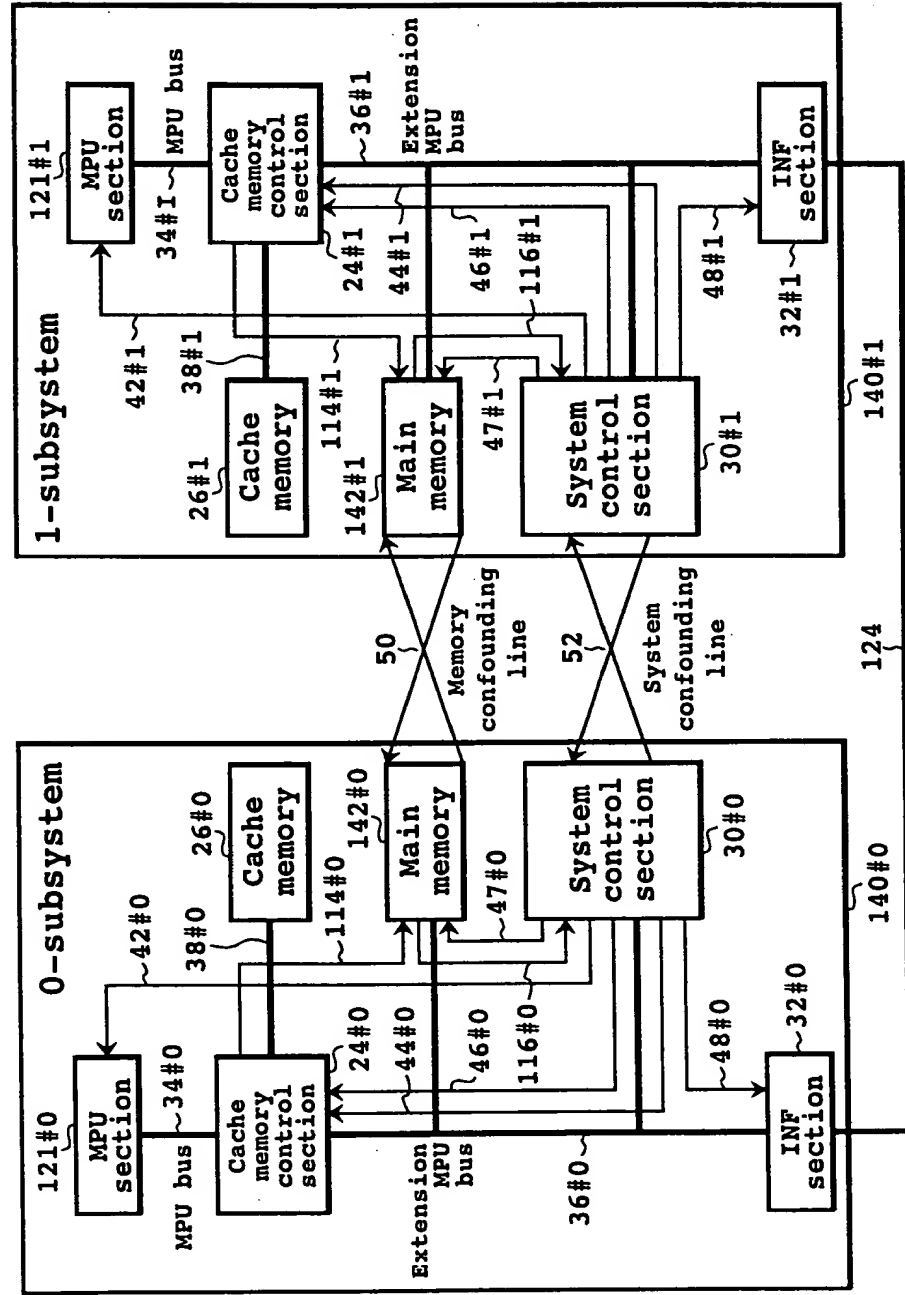 0-subsystem
121#0
MPU
section
MPU bus
34#0
42#0
26#0
Cache
memory
38#0
Cache
memory
control
section
24#0
114#0
44#0
46#0
142#0
Main
memory
Extension
MPU
bus
116#0
47#0
System
control
section
30#0
36#0
48#0
INF
section
32#0
140#0
50
Memory
confounding
line
52
System
confounding
line
124
1-subsystem
121#1
MPU
section
MPU bus
34#I
42#1
26#1
Cache
memory
38#1
Cache
memory
control
section
24#1
114#1
44#1
46#1
36#1
142#1
Main
memory
Extension
MPU
bus
116#1
47#1
System
control
section
30#1
48#1
INF
section
32#1
140#1